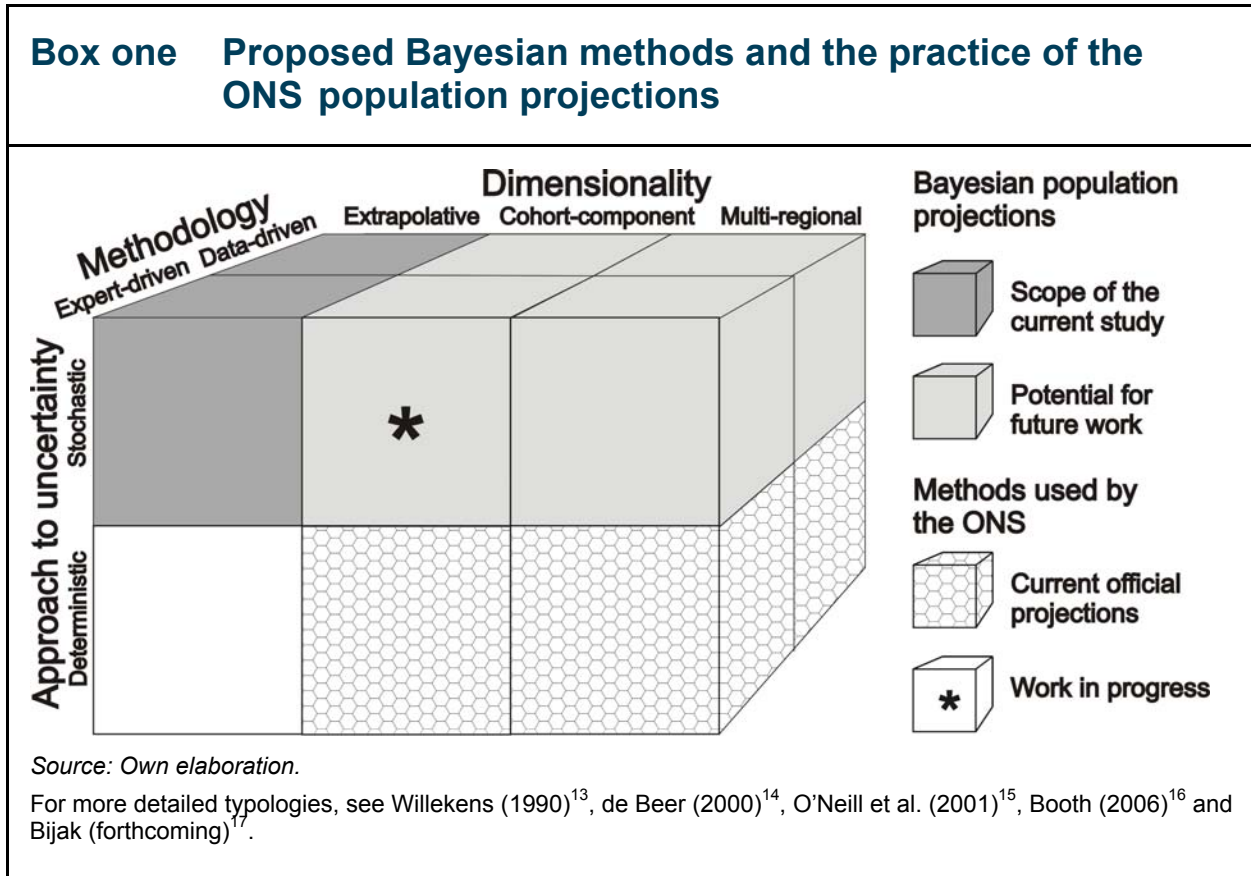 Box one Proposed Bayesian methods and the practice of the
ONS population projections
Dimensionality
Extrapolative Cohort-component Multi-regional
Methodology
Expert-driven Data-driven
Approach to uncertainty
Stochastic
Deterministic
*
Bayesian population
projections
Scope of the
current study
Potential for
future work
Methods used by
the ONS
Current official
projections
* Work in progress
Source: Own elaboration.
For more detailed typologies, see Willekens (1990)13, de Beer (2000)14, O’Neill et al. (2001)15, Booth (2006)16 and
Bijak (forthcoming)17.